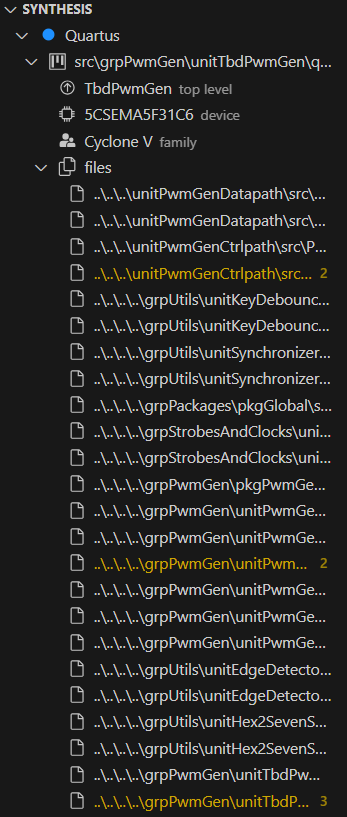 SYNTHESIS
Quartus
src\grpPwmGen\unitTbdPwmGen\q...
TbdPwmGen top level
5CSEMA5F31C6 device
Cyclone V family
files
..\..\..\unitPwmGenDatapath\src\...
..\..\..\unitPwmGenDatapath\src\...
..\..\..\unitPwmGenCtrlpath\src\P...
..\..\..\unitPwmGenCtrlpath\src... 2
..\..\..\..\grpUtils\unitKeyDebounc...
..\..\..\..\grpUtils\unitKeyDebounc...
..\..\..\..\grpUtils\unitSynchronizer...
..\..\..\..\grpUtils\unitSynchronizer...
..\..\..\..\grpPackages\pkgGlobal\s...
..\..\..\..\grpStrobesAndClocks\uni...
..\..\..\..\grpStrobesAndClocks\uni...
..\..\..\..\grpPwmGen\pkgPwmGe...
..\..\..\..\grpPwmGen\unitPwmGe...
..\..\..\..\grpPwmGen\unitPwm... 2
..\..\..\..\grpPwmGen\unitPwmGe...
..\..\..\..\grpPwmGen\unitPwmGe...
..\..\..\..\grpPwmGen\unitPwmGe...
..\..\..\..\grpUtils\unitEdgeDetecto...
..\..\..\..\grpUtils\unitEdgeDetecto...
..\..\..\..\grpUtils\unitHex2SevenS...
..\..\..\..\grpUtils\unitHex2SevenS...
..\..\..\..\grpPwmGen\unitTbdPw...
..\..\..\..\grpPwmGen\unitTbdP... 3